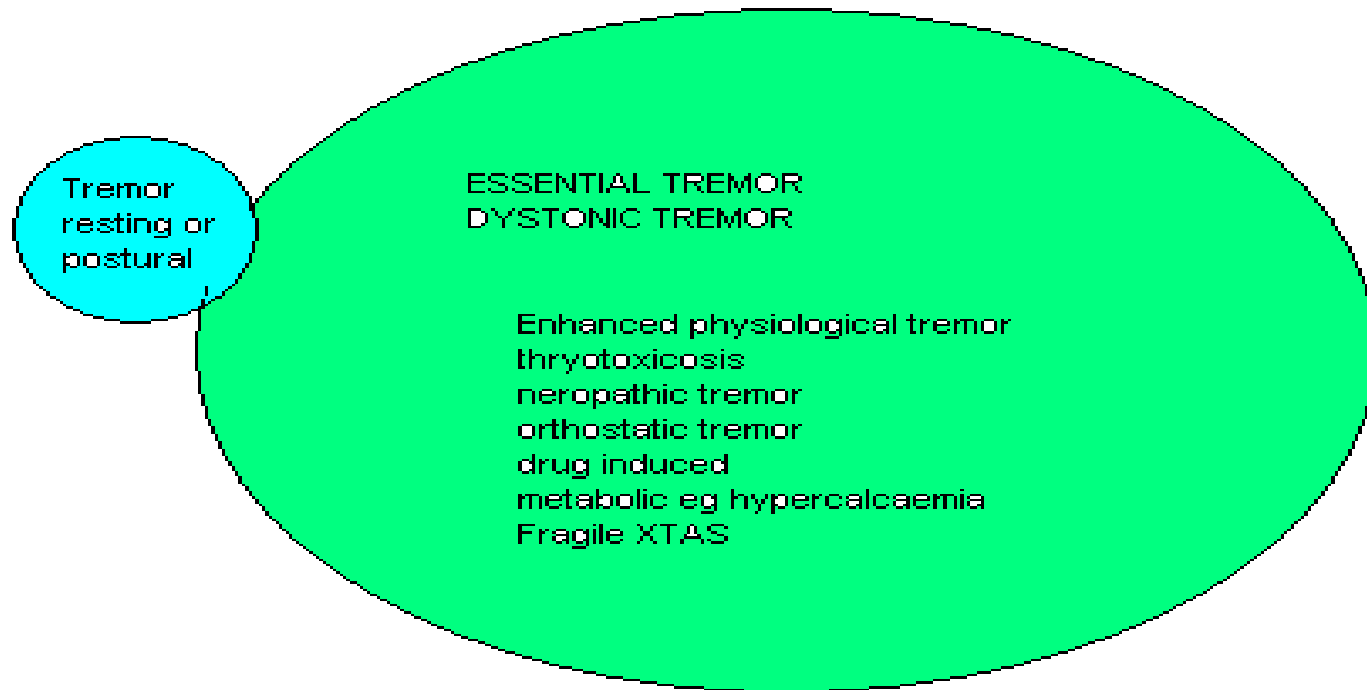 Tremor
resting or
postural
ESSENTIAL TREMOR
DYSTONIC TREMOR
Enhanced physiological tremor
thryotoxicosis
neropathic tremor
orthostatic tremor
drug induced
metabolic eg hypercalcaemia
Fragile XTAS